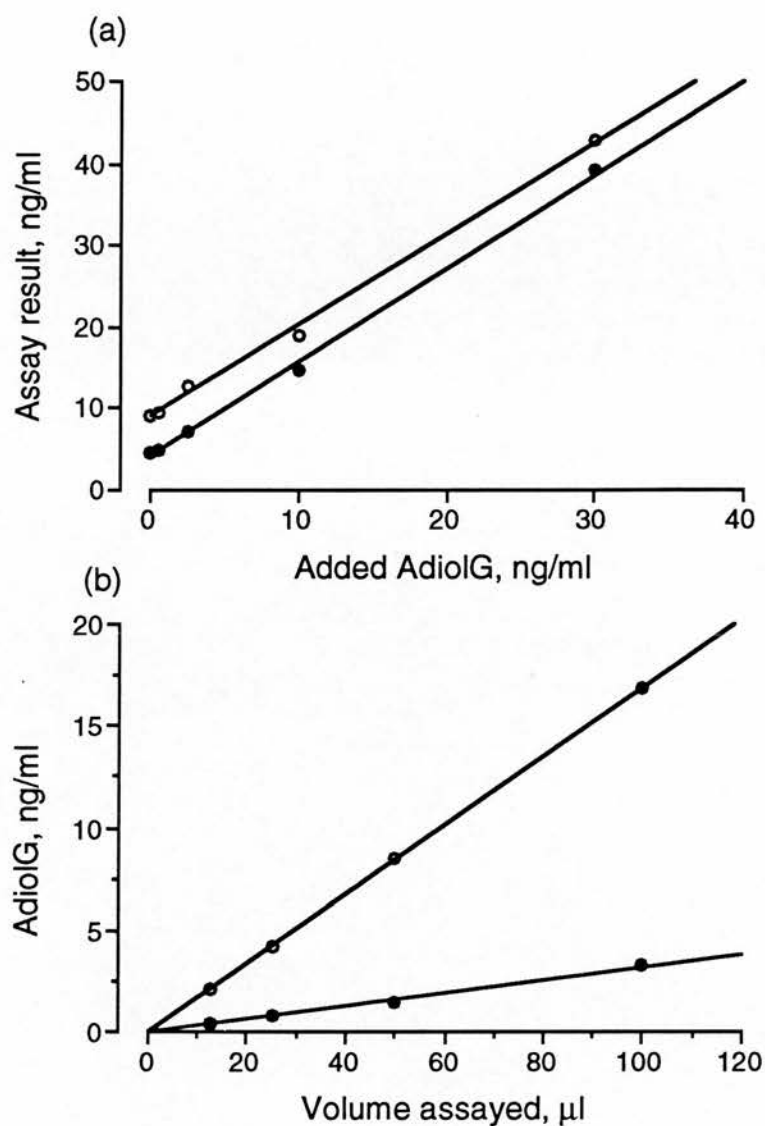 (a)
50
40
30
20
10
0
Assay result, ng/ml
0 10 20 30 40
Added AdiolG, ng/ml
(b)
20
15
10
5
0
AdiolG, ng/ml
0 20 40 60 80 100 120
Volume assayed, µl